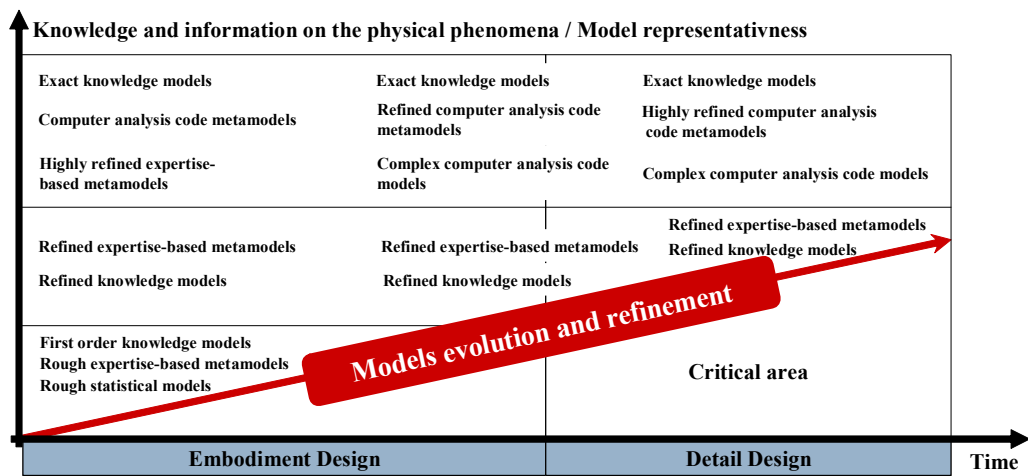 Knowledge and information on the physical phenomena / Model representativness
Exact knowledge models
Computer analysis code metamodels
Highly refined expertise-
based metamodels
Exact knowledge models
Refined computer analysis code
metamodels
Complex computer analysis code
models
Exact knowledge models
Highly refined computer analysis
code metamodels
Complex computer analysis code models
Refined expertise-based metamodels
Refined knowledge models
Refined expertise-based metamodels
Refined knowledge models
Refined expertise-based metamodels
Refined knowledge models
First order knowledge models
Rough expertise-based metamodels
Rough statistical models
Models evolution and refinement
Critical area
Embodiment Design
Detail Design
Time